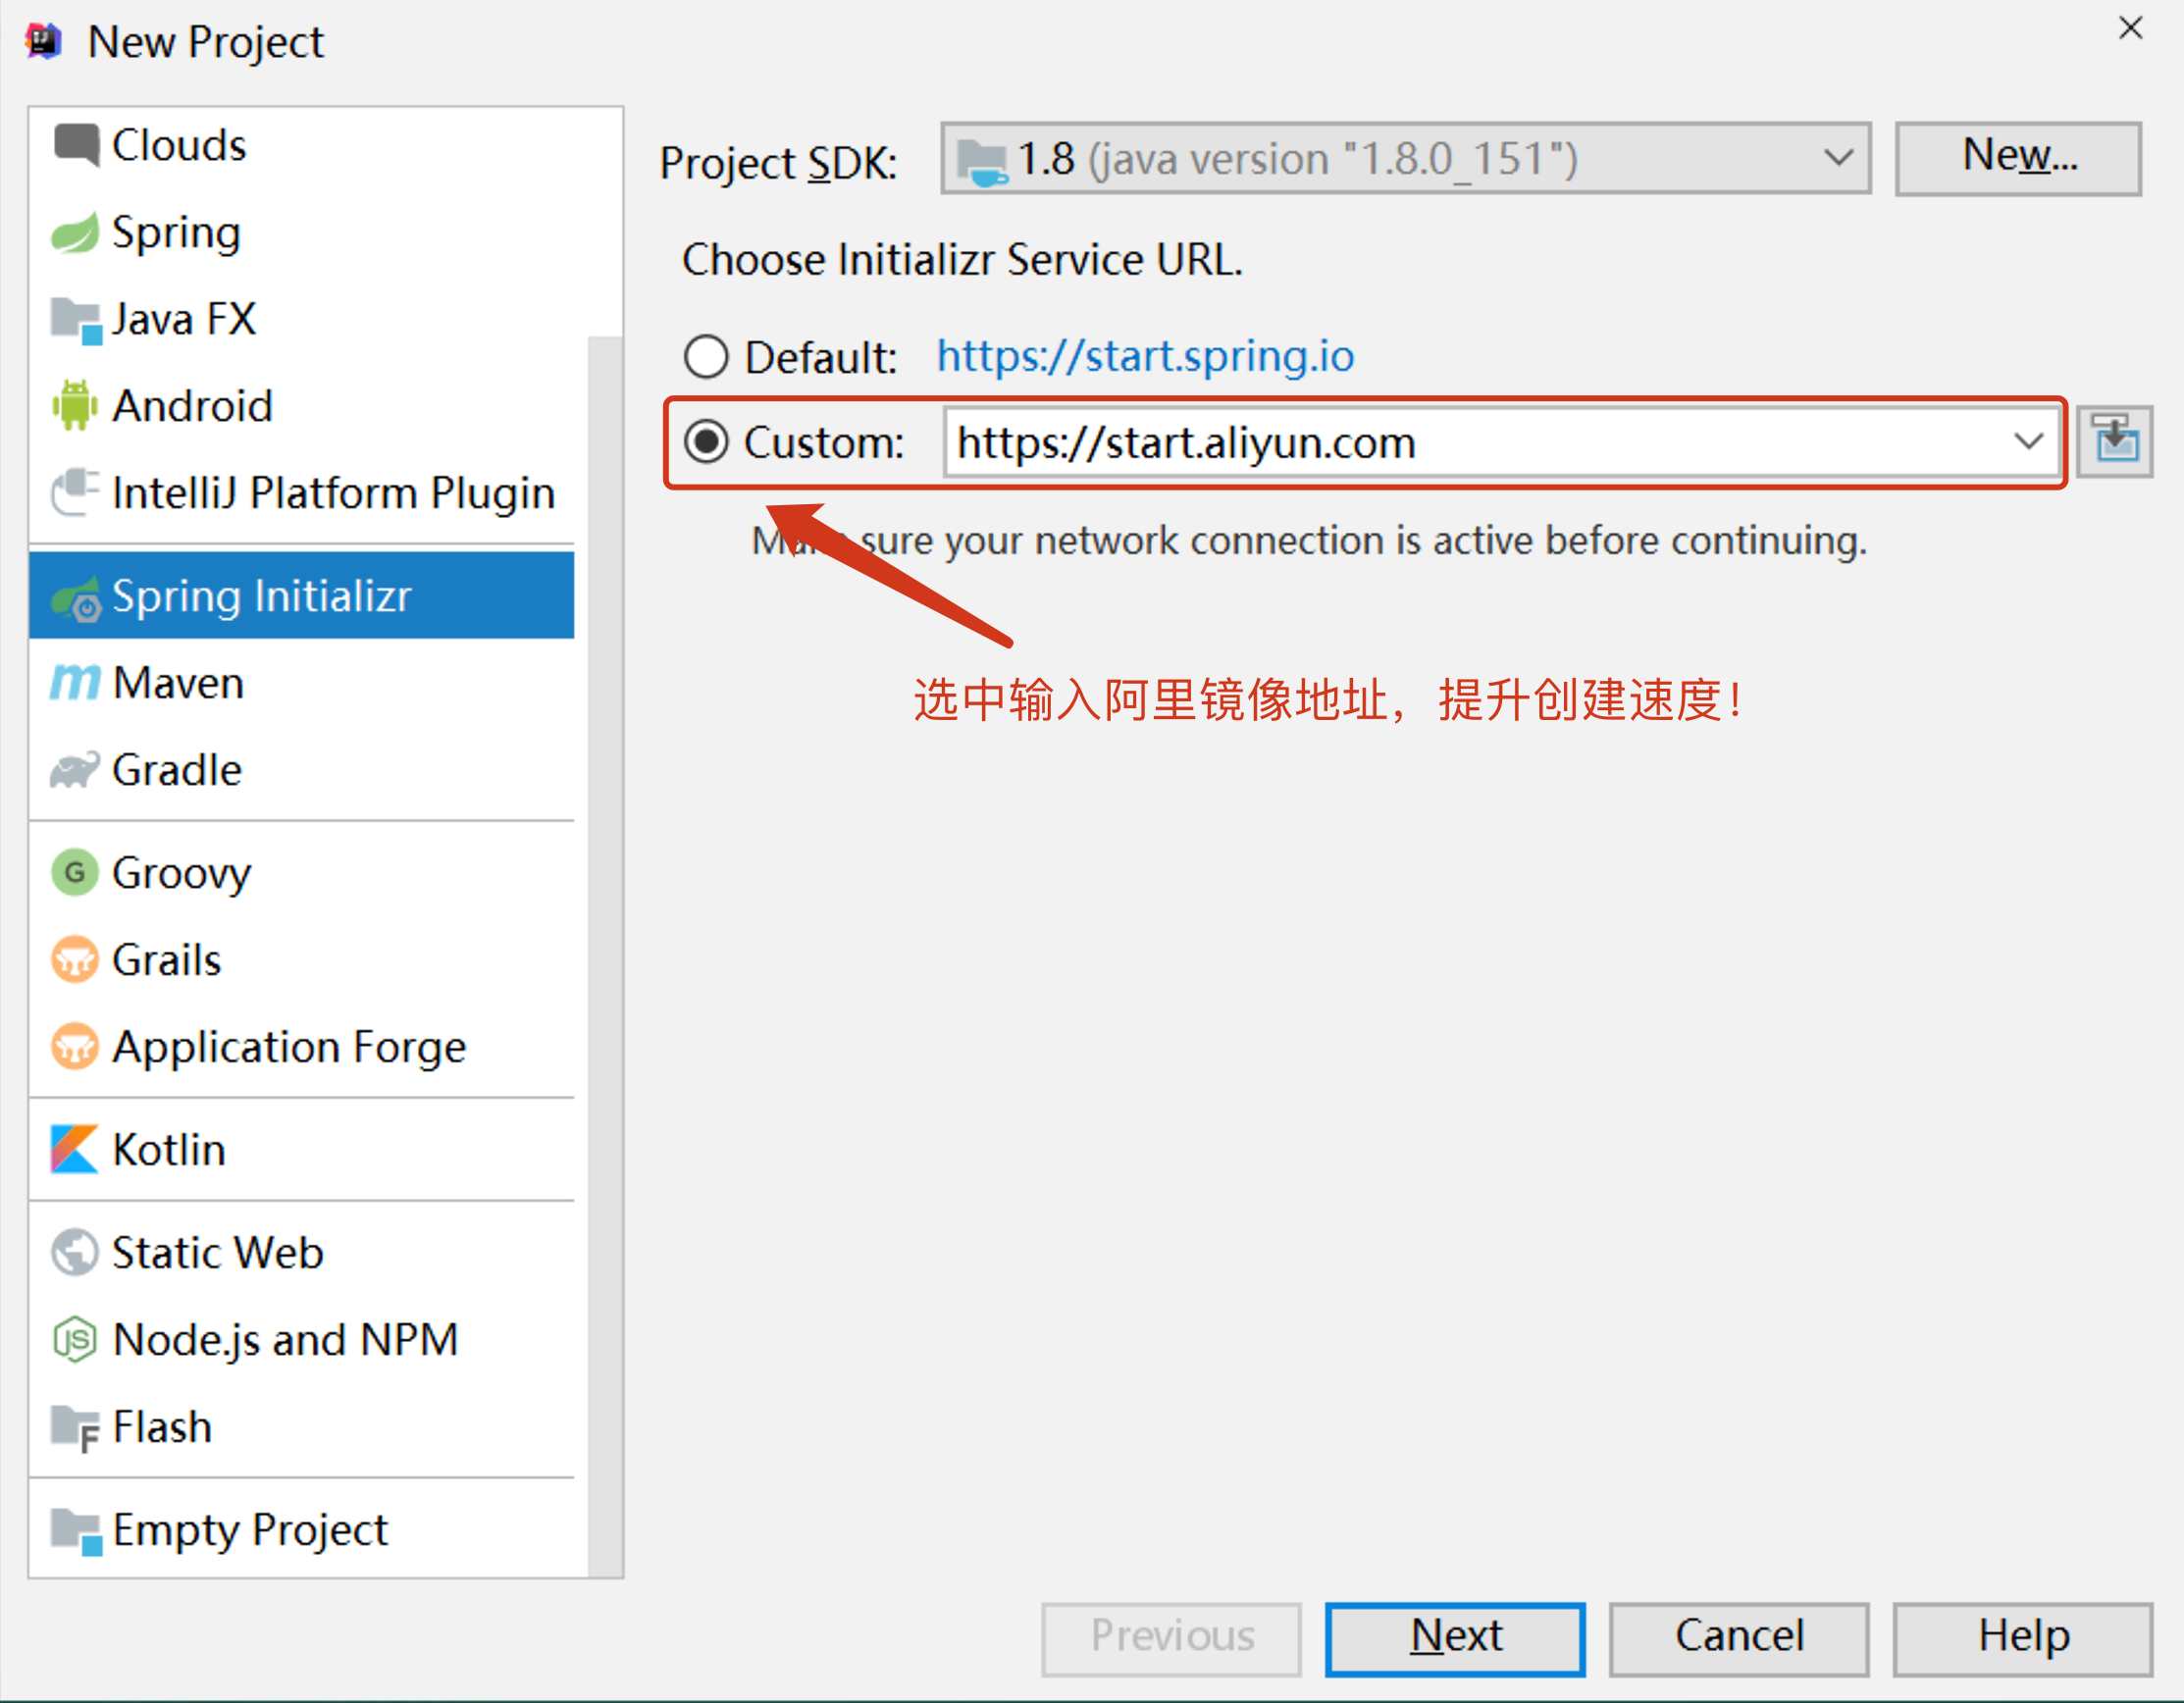 New Project
Clouds
Spring
Java FX
Android
IntelliJ Platform Plugin
Spring Initializr
Maven
Gradle
Groovy
Grails
Application Forge
Kotlin
Static Web
Node.js and NPM
Flash
Empty Project
Project SDK: 1.8 (java version "1.8.0_151") New...
Choose Initializr Service URL.
Default: https://start.spring.io
Custom: https://start.aliyun.com
sure your network connection is active before continuing.
选中输入阿里镜像地址，提升创建速度！
Previous Next Cancel Help